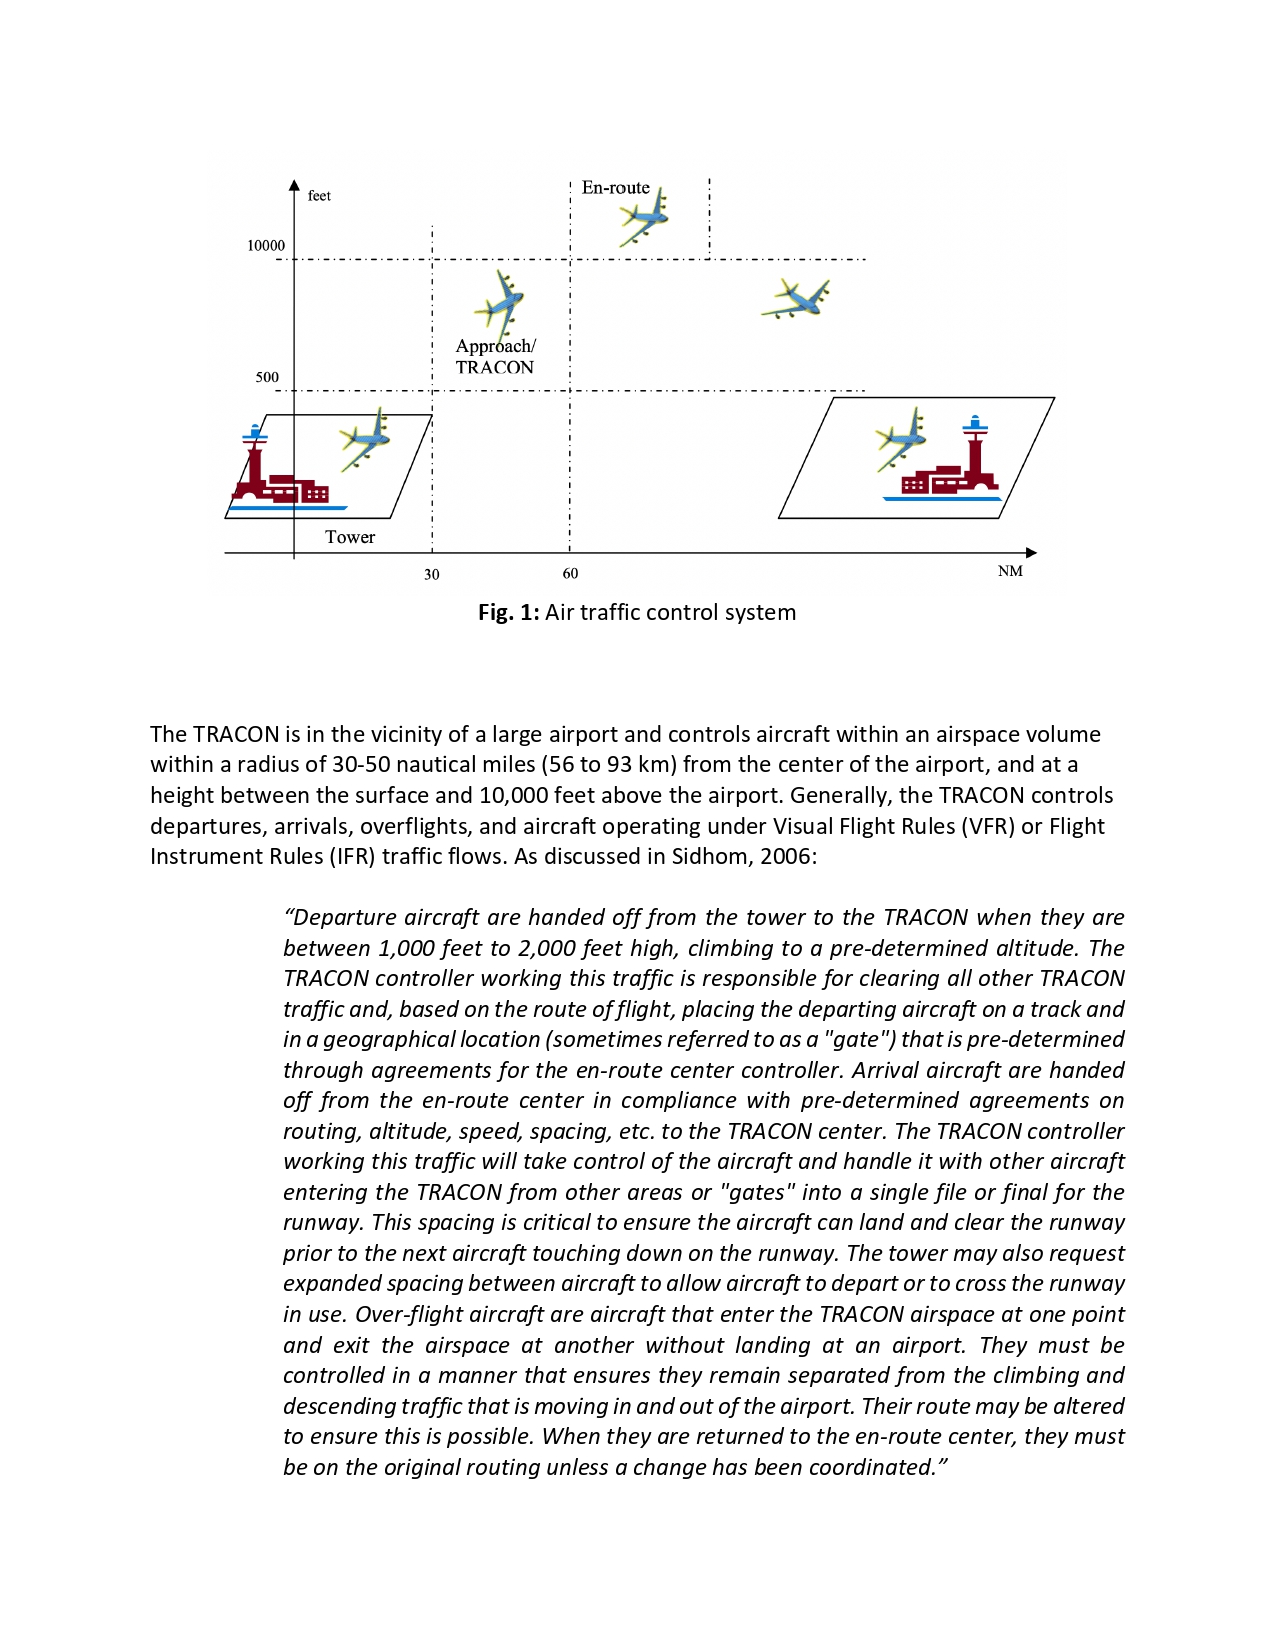 En-route
feet
10000
Approach/
TRACON
500
Tower
30
60
NM
Fig. 1: Air traffic control system
The TRACON is in the vicinity of a large airport and controls aircraft within an airspace volume
within a radius of 30-50 nautical miles (56 to 93 km) from the center of the airport, and at a
height between the surface and 10,000 feet above the airport. Generally, the TRACON controls
departures, arrivals, overflights, and aircraft operating under Visual Flight Rules (VFR) or Flight
Instrument Rules (IFR) traffic flows. As discussed in Sidhom, 2006:
“Departure aircraft are handed off from the tower to the TRACON when they are
between 1,000 feet to 2,000 feet high, climbing to a pre-determined altitude. The
TRACON controller working this traffic is responsible for clearing all other TRACON
traffic and, based on the route of flight, placing the departing aircraft on a track and
in a geographical location (sometimes referred to as a "gate") that is pre-determined
through agreements for the en-route center controller. Arrival aircraft are handed
off from the en-route center in compliance with pre-determined agreements on
routing, altitude, speed, spacing, etc. to the TRACON center. The TRACON controller
working this traffic will take control of the aircraft and handle it with other aircraft
entering the TRACON from other areas or "gates" into a single file or final for the
runway. This spacing is critical to ensure the aircraft can land and clear the runway
prior to the next aircraft touching down on the runway. The tower may also request
expanded spacing between aircraft to allow aircraft to depart or to cross the runway
in use. Over-flight aircraft are aircraft that enter the TRACON airspace at one point
and exit the airspace at another without landing at an airport. They must be
controlled in a manner that ensures they remain separated from the climbing and
descending traffic that is moving in and out of the airport. Their route may be altered
to ensure this is possible. When they are returned to the en-route center, they must
be on the original routing unless a change has been coordinated.”